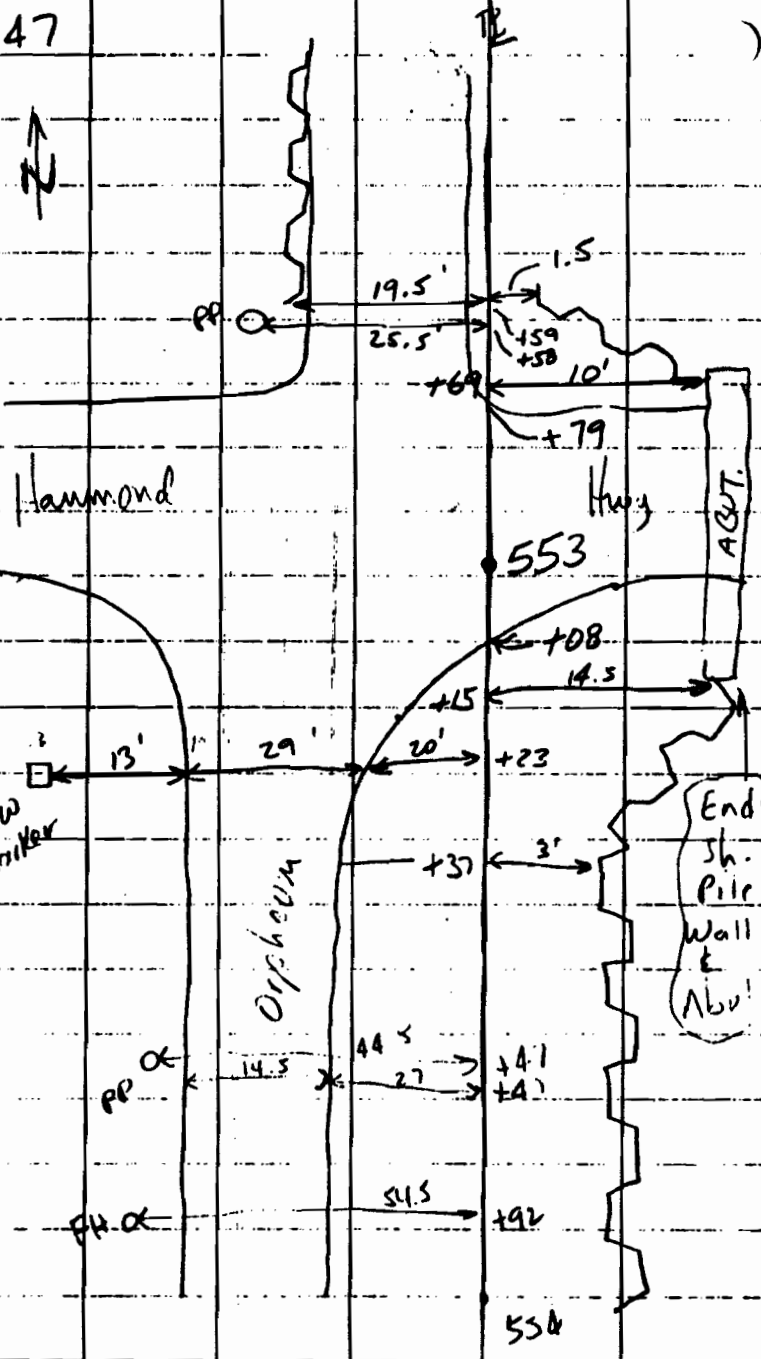 47
N
1.5
19.5'
PP
25.5'
+59
+58
+69
10'
+79
Hammond
Hwy
ABUT.
553
+08
14.5
+15
13'
29'
20'
+23
+37
3'
End
Sh.
Pile
Wall
&
Abut
Orpheum
44.5
+41
PP
14.5
27
+41
54.5
FH
+92
554